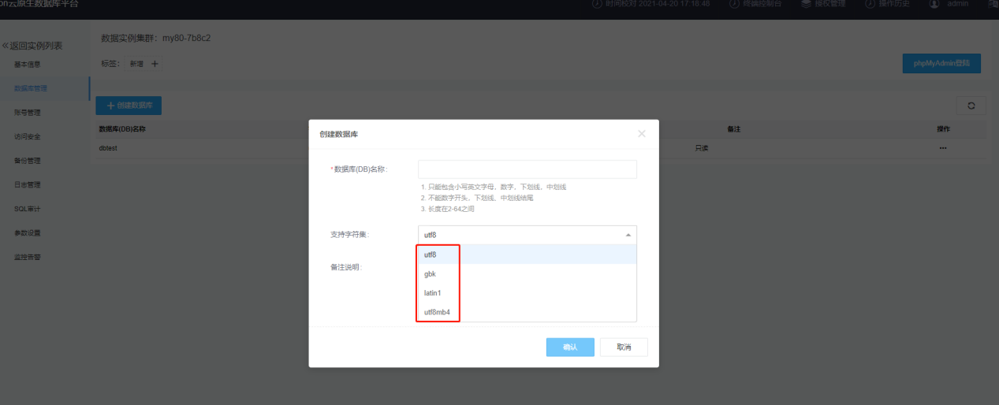 on云原生数据库平台
时间校对 2021-04-20 17:18:48 终端控制台 授权管理 操作历史 admin
返回实例列表
数据实例集群：my80-7b8c2
基本信息
标签： 新增 +
phpMyAdmin登陆
数据库管理
账号管理
访问安全
备份管理
日志管理
SQL审计
参数设置
监控告警
+ 创建数据库
数据库(DB)名称 备注 操作
dbtest 只读 ...
创建数据库
*数据库(DB)名称:
1. 只能包含小写英文字母、数字、下划线、中划线
2. 不能数字开头、下划线、中划线结尾
3. 长度在2-64之间
支持字符集: utf8
utf8
gbk
latin1
utf8mb4
备注说明:
确认 取消